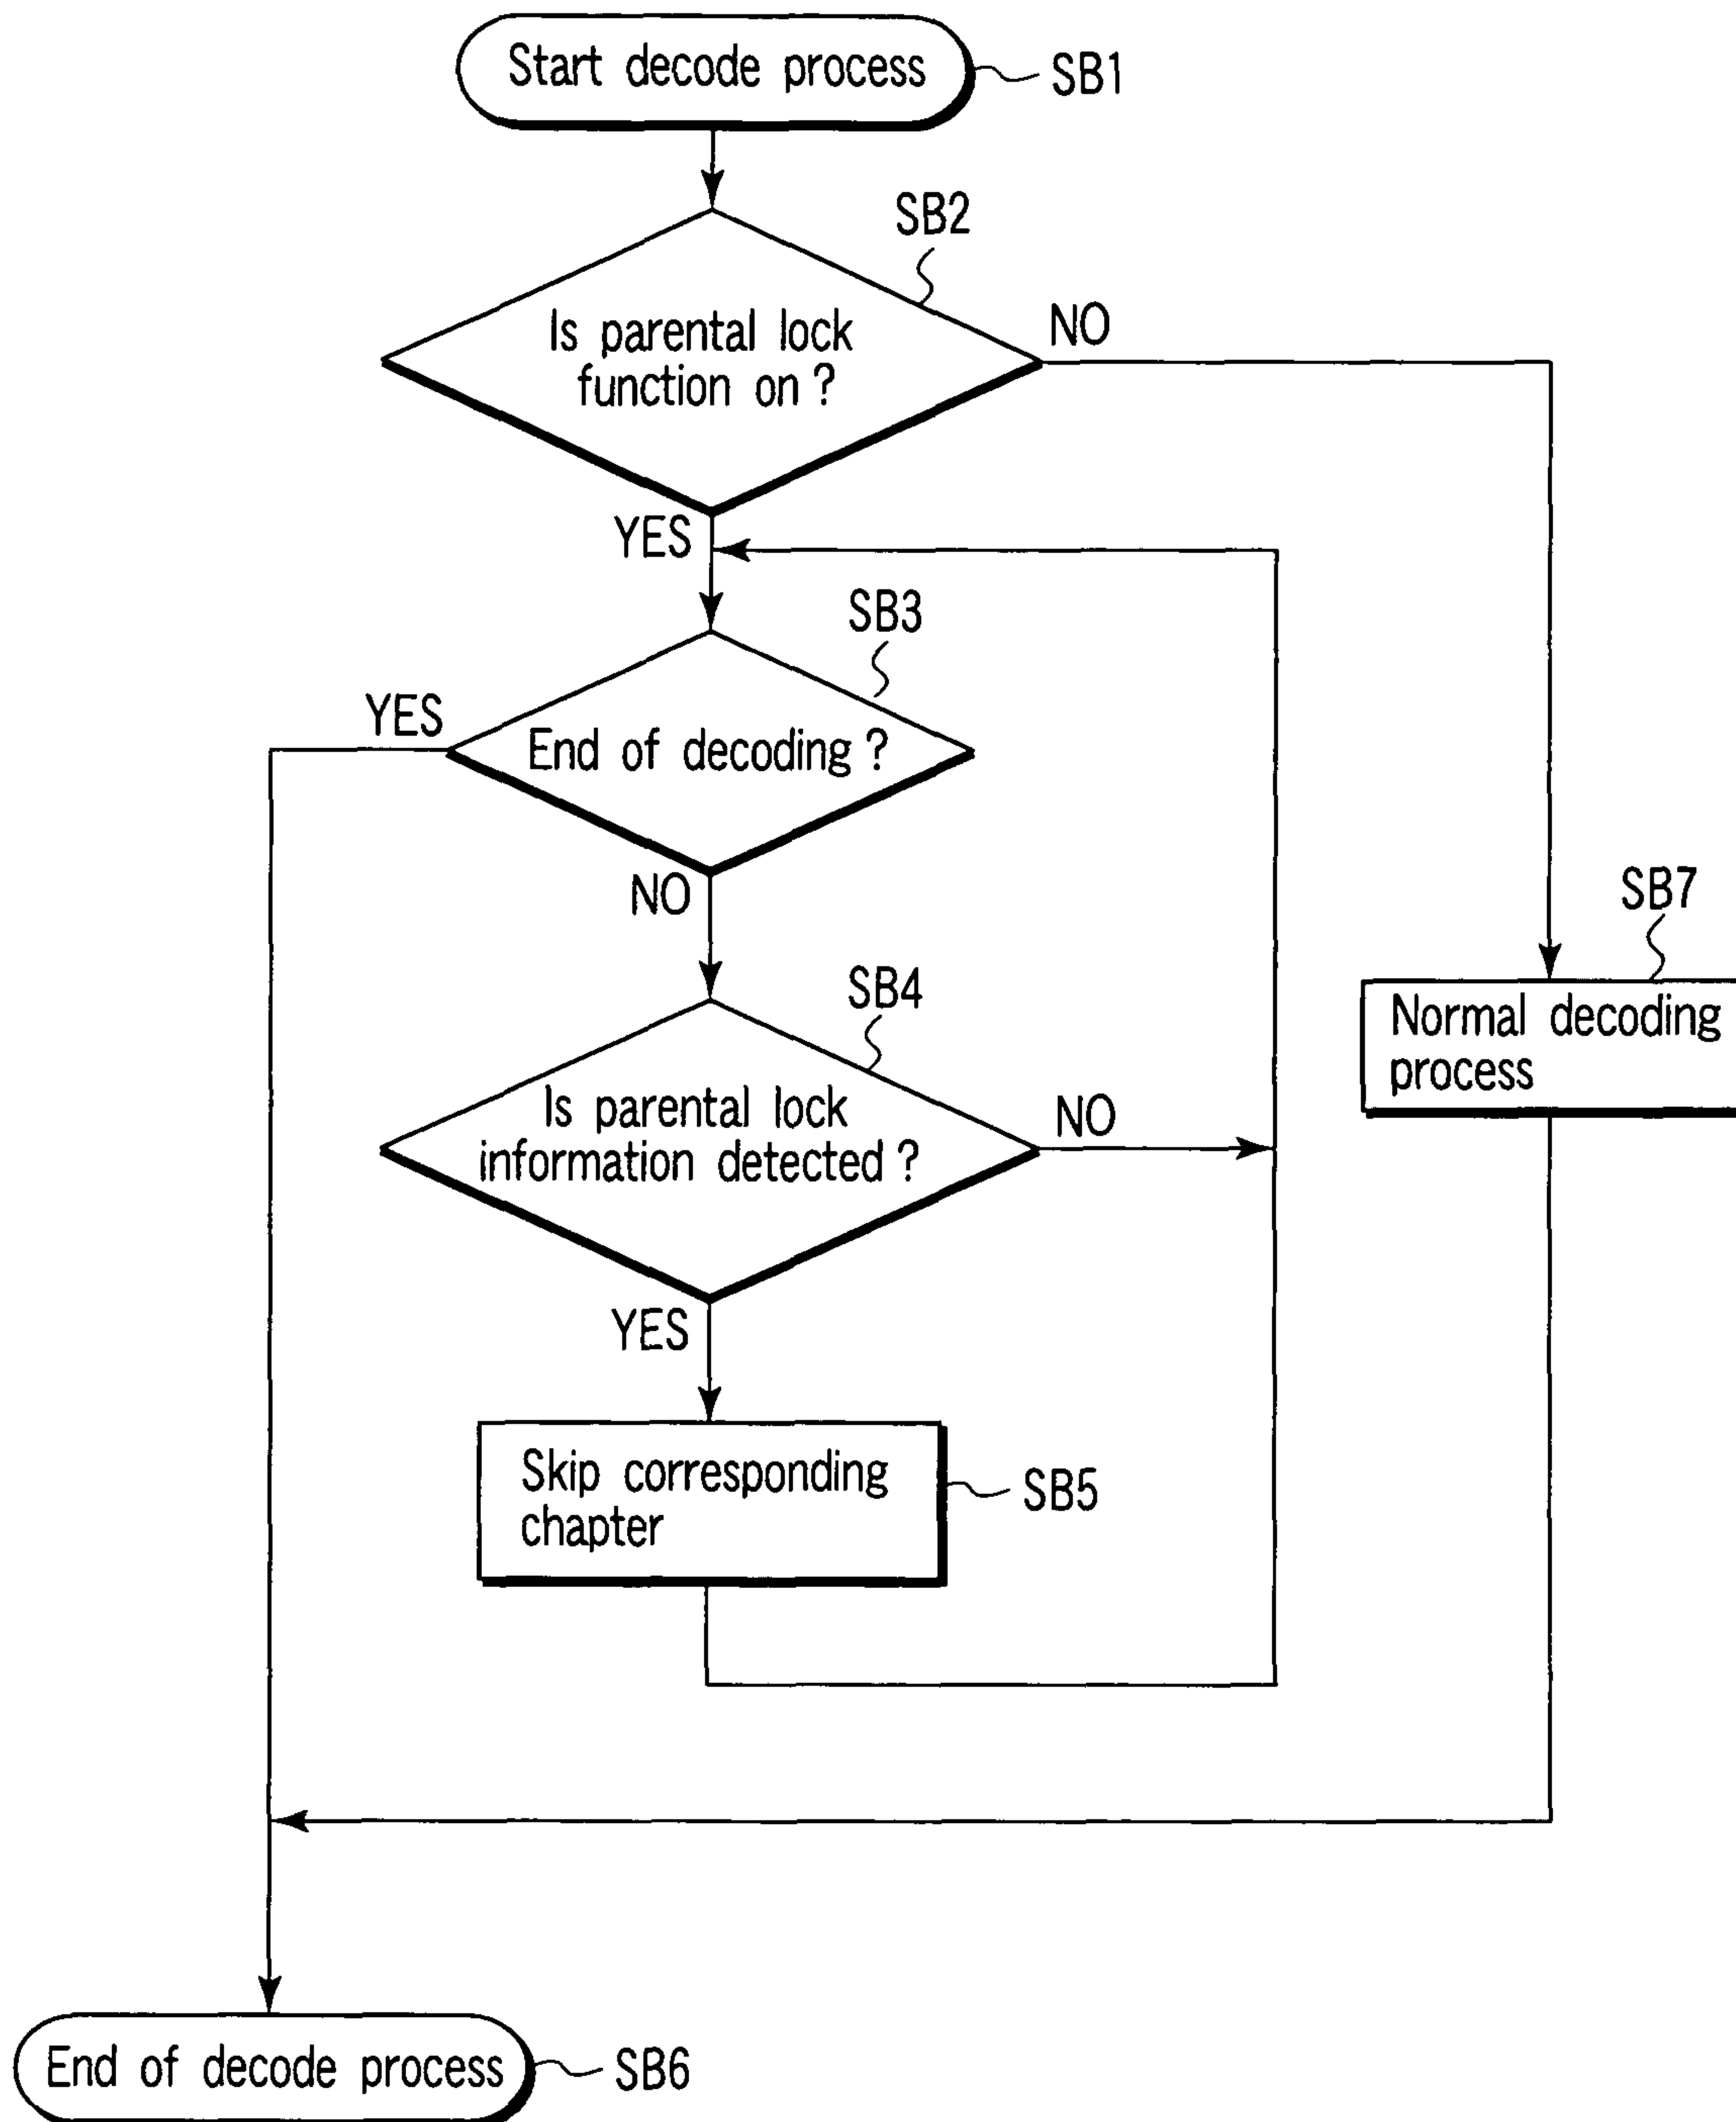 Start decode process
SB1
SB2
Is parental lock
function on ?
NO
YES
SB3
YES
End of decoding ?
NO
SB7
Normal decoding
process
SB4
Is parental lock
information detected ?
NO
YES
Skip corresponding
chapter
SB5
End of decode process
SB6